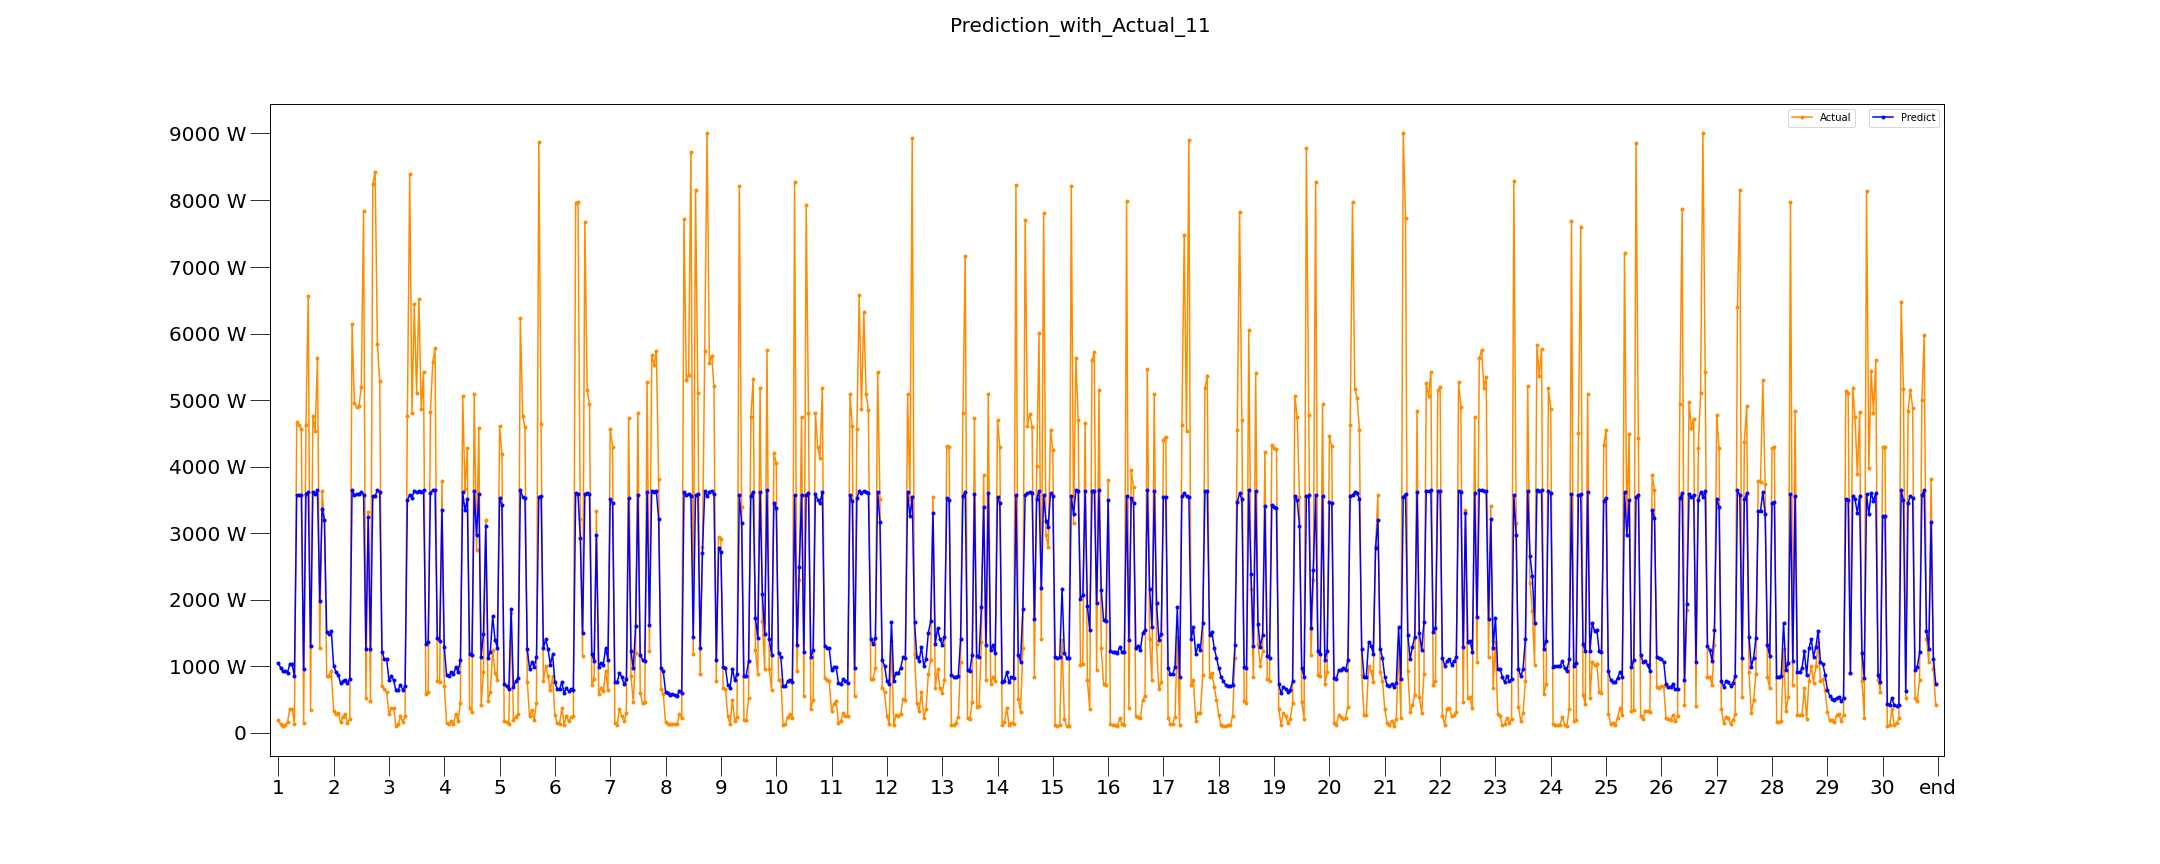 Prediction_with_Actual_11
Actual Predict
9000 W
8000 W
7000 W
6000 W
5000 W
4000 W
3000 W
2000 W
1000 W
0
1 2 3 4 5 6 7 8 9 10 11 12 13 14 15 16 17 18 19 20 21 22 23 24 25 26 27 28 29 30 end